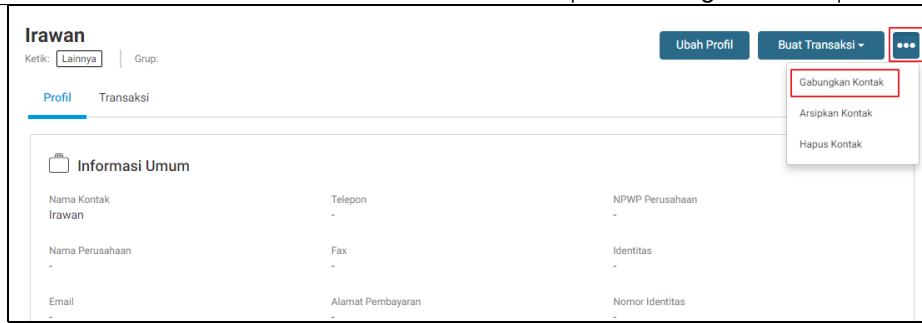 Irawan
Ubah Profil
Buat Transaksi
Ketik: Lainnya Grup:
Gabungkan Kontak
Profil Transaksi
Arsipkan Kontak
Hapus Kontak
Informasi Umum
Nama Kontak Telepon NPWP Perusahaan
Irawan - -
Nama Perusahaan Fax Identitas
- - -
Email Alamat Pembayaran Nomor Identitas
- - -